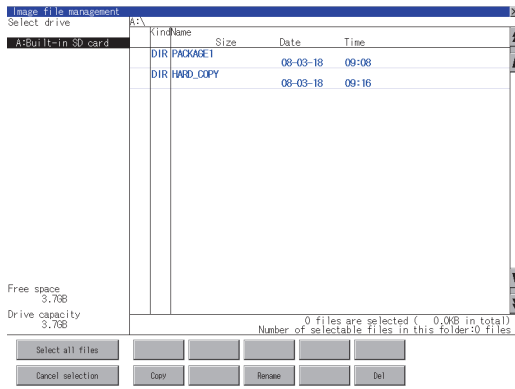 Image file management
Select drive
A:\
A:Built-in SD card
Kind Name
Size Date Time
DIR PACKAGE1
08-03-18 09:08
DIR HARD_COPY
08-03-18 09:16
Free space
3.7GB
Drive capacity
3.7GB
0 files are selected ( 0.0KB in total)
Number of selectable files in this folder:0 files
Select all files
Cancel selection Copy Rename Del